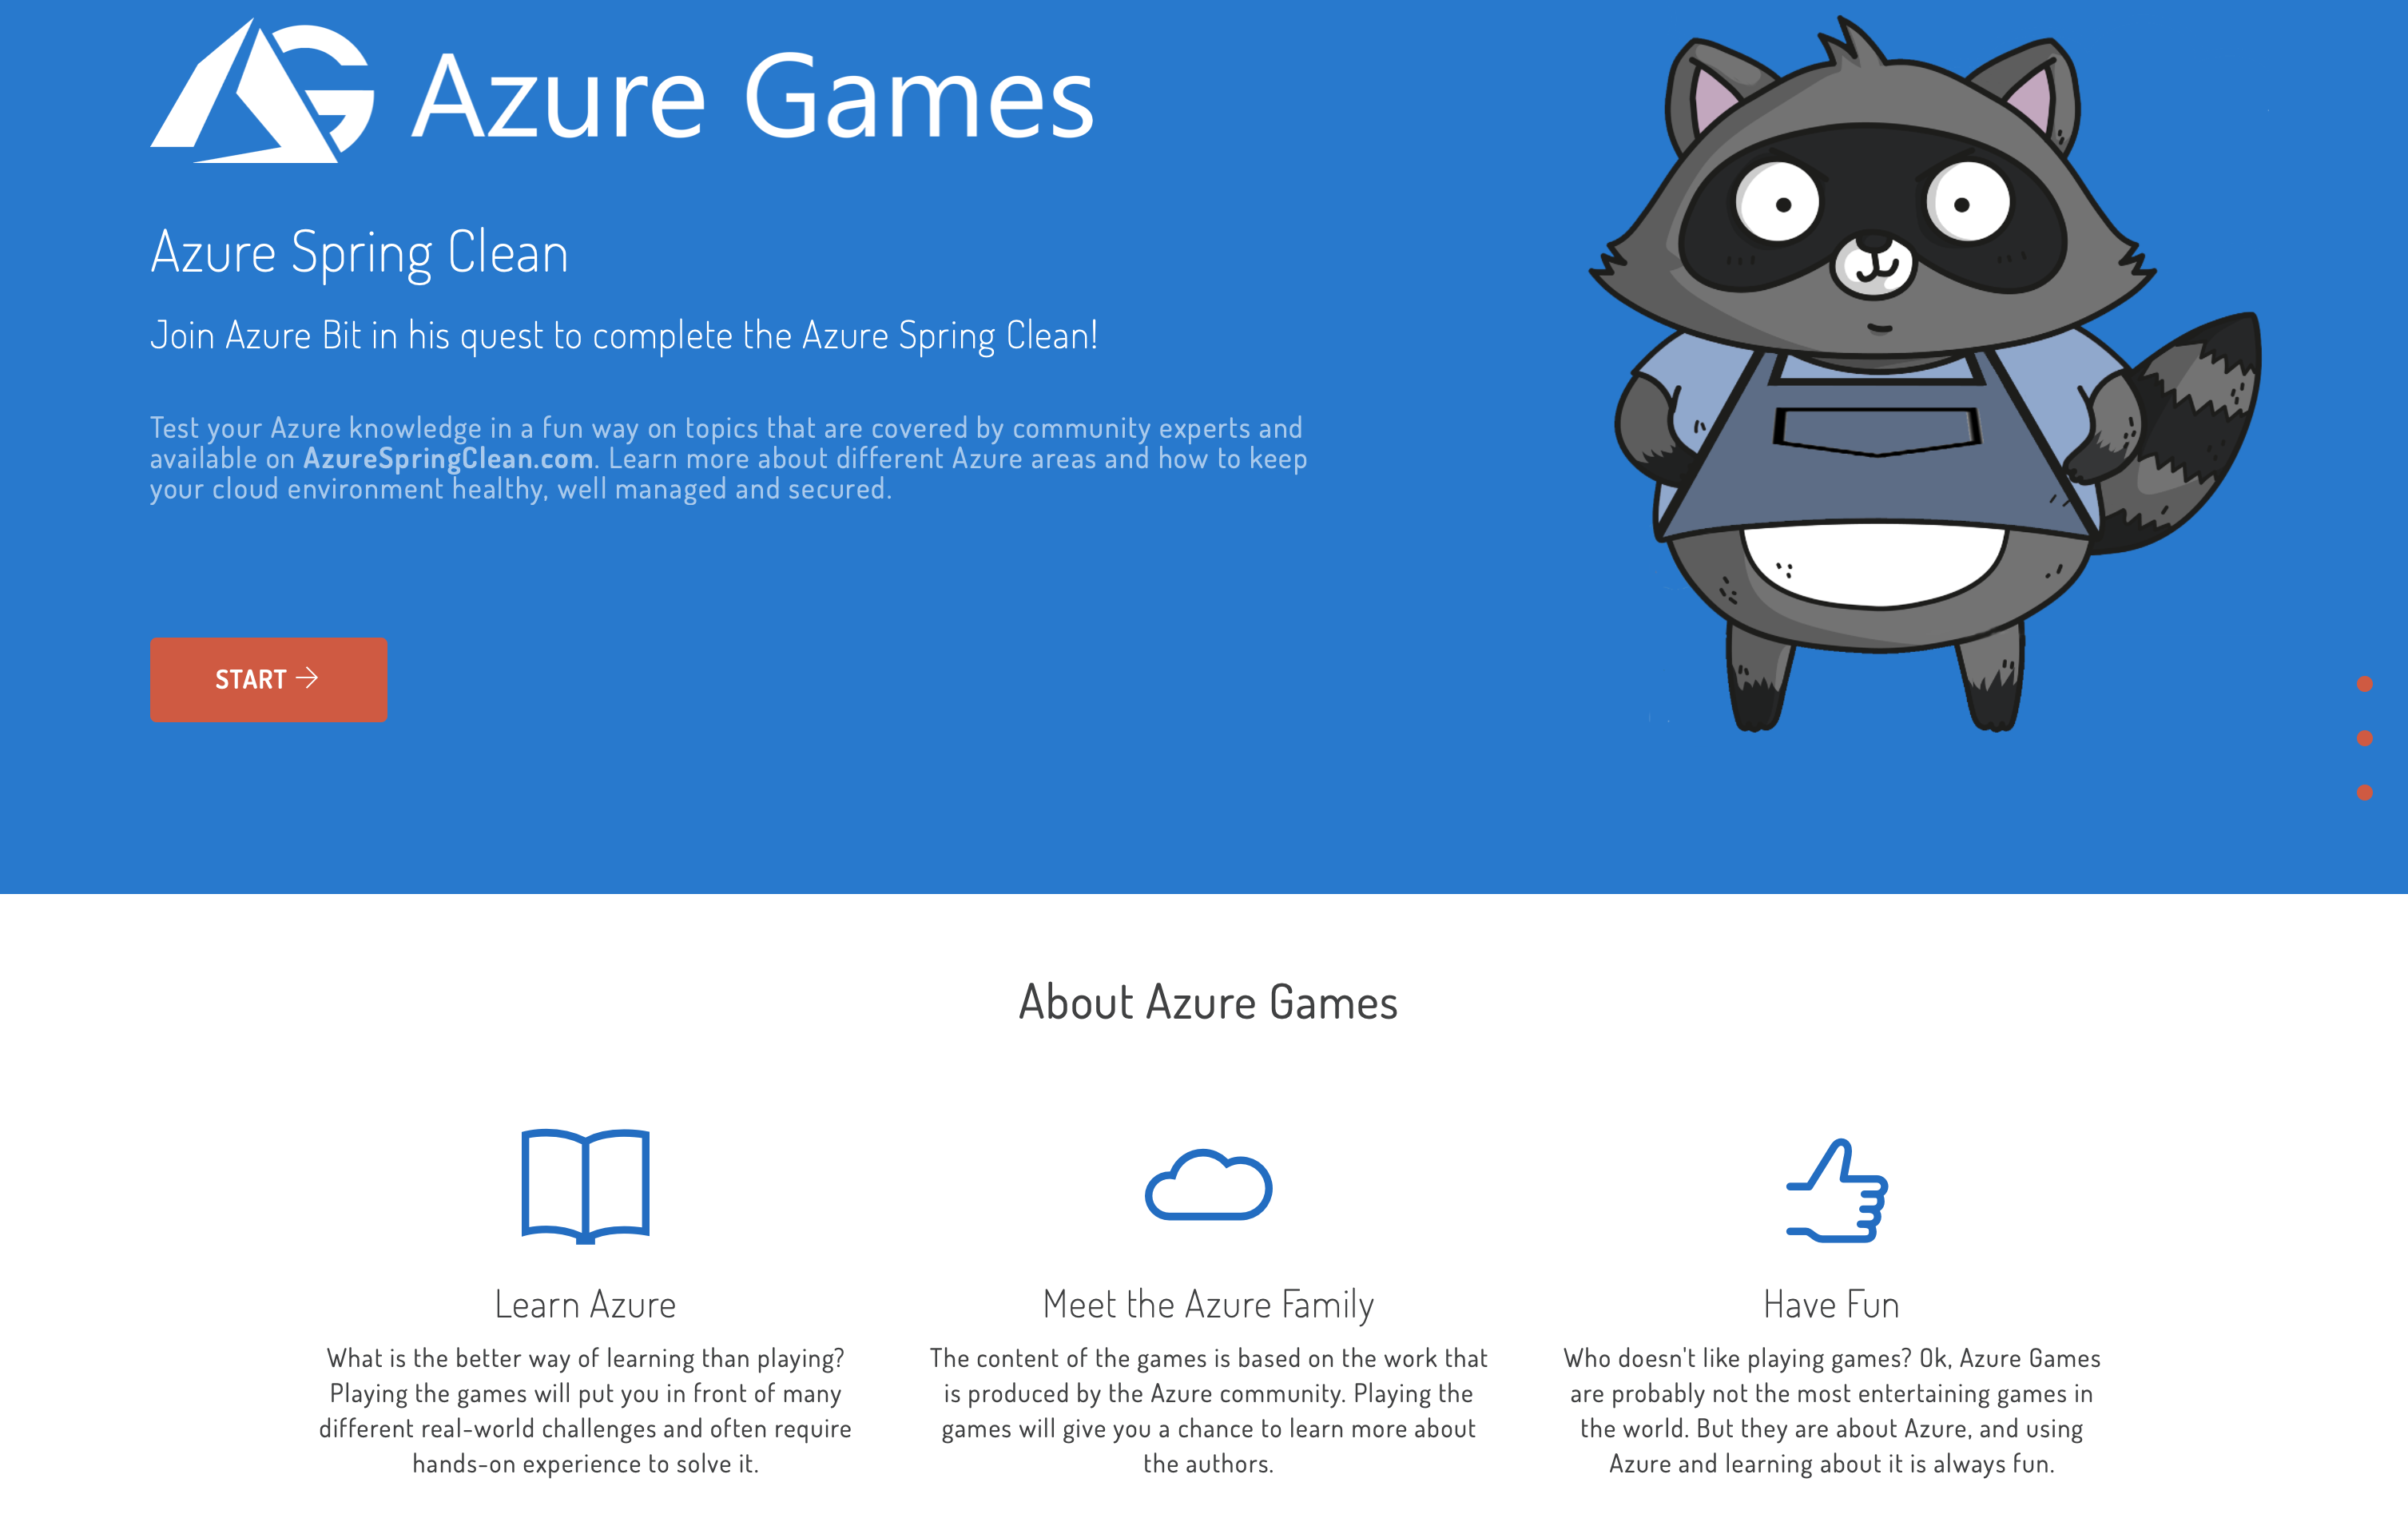 AG Azure Games
Azure Spring Clean
Join Azure Bit in his quest to complete the Azure Spring Clean!
Test your Azure knowledge in a fun way on topics that are covered by community experts and
available on AzureSpringClean.com. Learn more about different Azure areas and how to keep
your cloud environment healthy, well managed and secured.
START
About Azure Games
Learn Azure
What is the better way of learning than playing?
Playing the games will put you in front of many
different real-world challenges and often require
hands-on experience to solve it.
Meet the Azure Family
The content of the games is based on the work that
is produced by the Azure community. Playing the
games will give you a chance to learn more about
the authors.
Have Fun
Who doesn't like playing games? Ok, Azure Games
are probably not the most entertaining games in
the world. But they are about Azure, and using
Azure and learning about it is always fun.